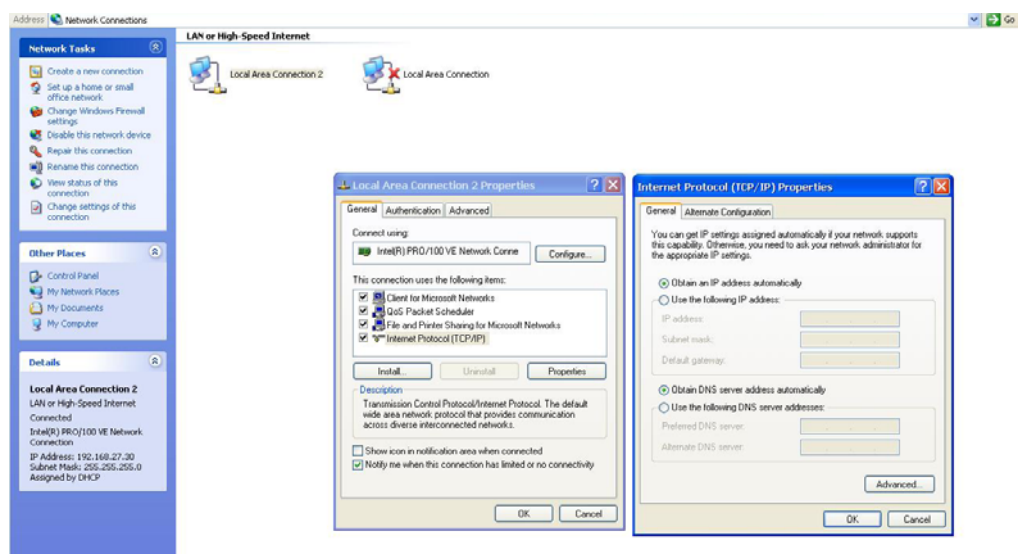 Address Network Connections
Go
Network Tasks
Create a new connection
Set up a home or small
office network
Change Windows Firewall
settings
Disable this network device
Repair this connection
Rename this connection
View status of this
connection
Change settings of this
connection
Other Places
Control Panel
My Network Places
My Documents
My Computer
Details
Local Area Connection 2
LAN or High-Speed Internet
Connected
Intel(R) PRO/100 VE Network
Connection
IP Address: 192.168.27.30
Subnet Mask: 255.255.255.0
Assigned by DHCP
LAN or High-Speed Internet
Local Area Connection 2
Local Area Connection
Local Area Connection 2 Properties
General Authentication Advanced
Connect using:
Intel(R) PRO/100 VE Network Conne
Configure...
This connection uses the following items:
Client for Microsoft Networks
QoS Packet Scheduler
File and Printer Sharing for Microsoft Networks
Internet Protocol (TCP/IP)
Install... Uninstall Properties
Description
Transmission Control Protocol/Internet Protocol. The default
wide area network protocol that provides communication
across diverse interconnected networks.
Show icon in notification area when connected
Notify me when this connection has limited or no connectivity
OK Cancel
Internet Protocol (TCP/IP) Properties
General Alternate Configuration
You can get IP settings assigned automatically if your network supports
this capability. Otherwise, you need to ask your network administrator for
the appropriate IP settings.
Obtain an IP address automatically
Use the following IP address:
IP address:
Subnet mask:
Default gateway:
Obtain DNS server address automatically
Use the following DNS server addresses:
Preferred DNS server:
Alternate DNS server:
Advanced...
OK Cancel